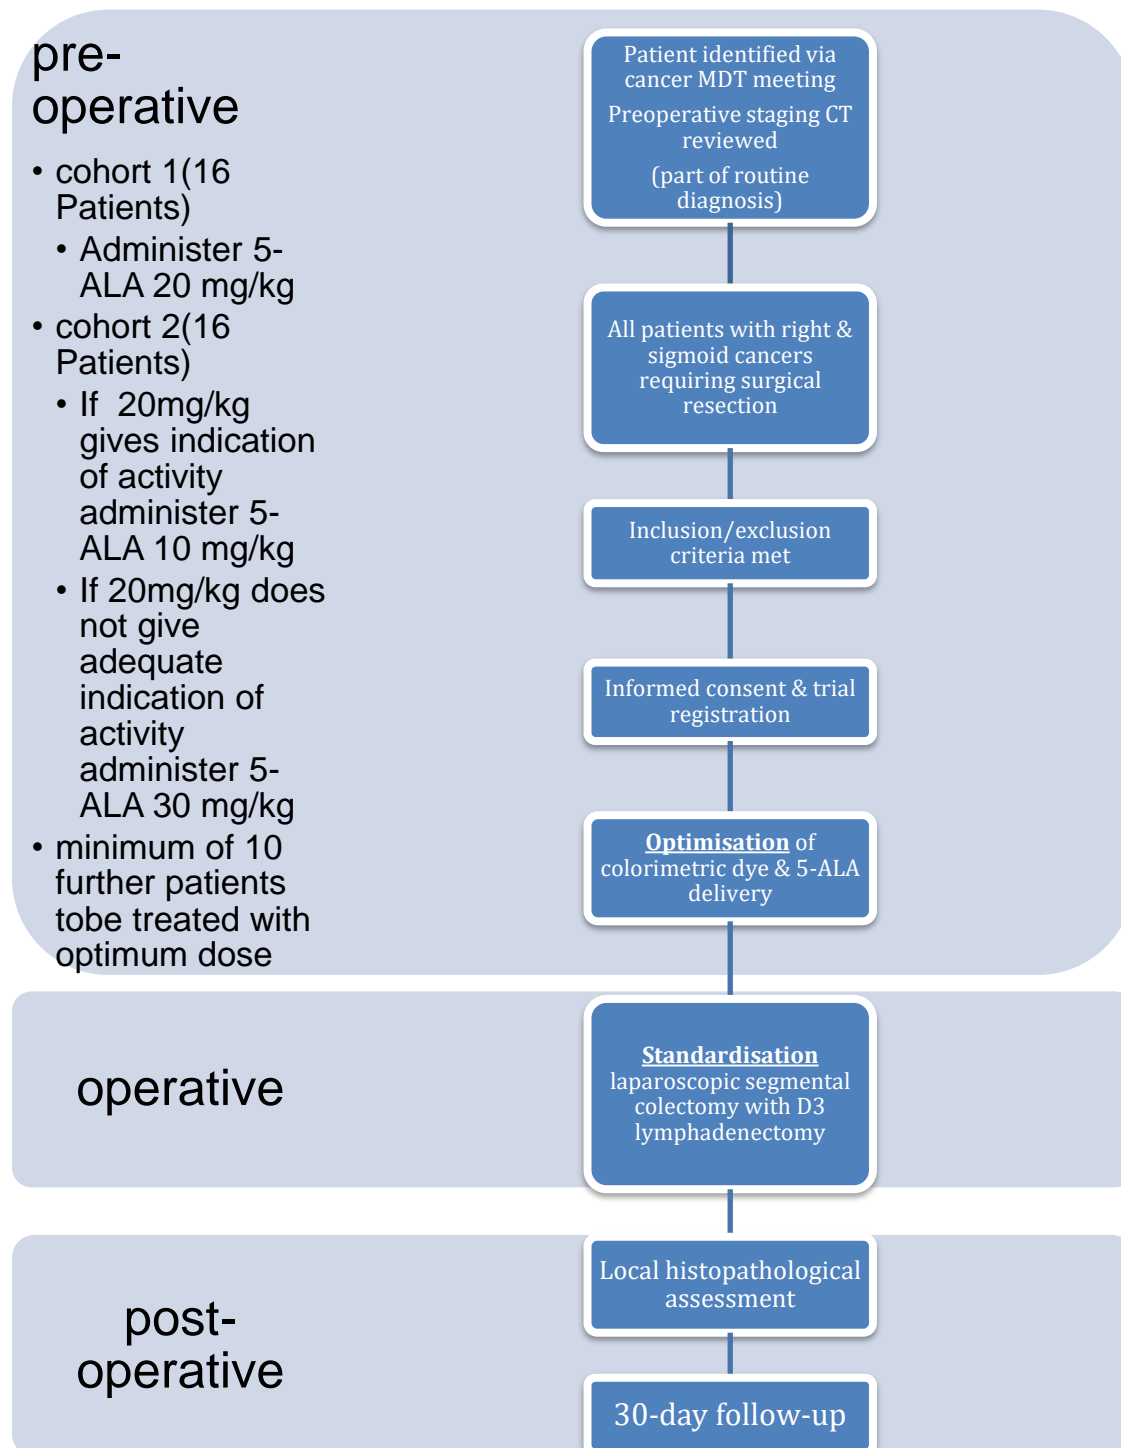 pre-
operative
• cohort 1(16
Patients)
• Administer 5-
ALA 20 mg/kg
• cohort 2(16
Patients)
• If 20mg/kg
gives indication
of activity
administer 5-
ALA 10 mg/kg
• If 20mg/kg does
not give
adequate
indication of
activity
administer 5-
ALA 30 mg/kg
• minimum of 10
further patients
tobe treated with
optimum dose
Patient identified via
cancer MDT meeting
Preoperative staging CT
reviewed
(part of routine
diagnosis)
All patients with right &
sigmoid cancers
requiring surgical
resection
Inclusion/exclusion
criteria met
Informed consent & trial
registration
Optimisation of
colorimetric dye & 5-ALA
delivery
operative
Standardisation
laparoscopic segmental
colectomy with D3
lymphadenectomy
post-
operative
Local histopathological
assessment
30-day follow-up